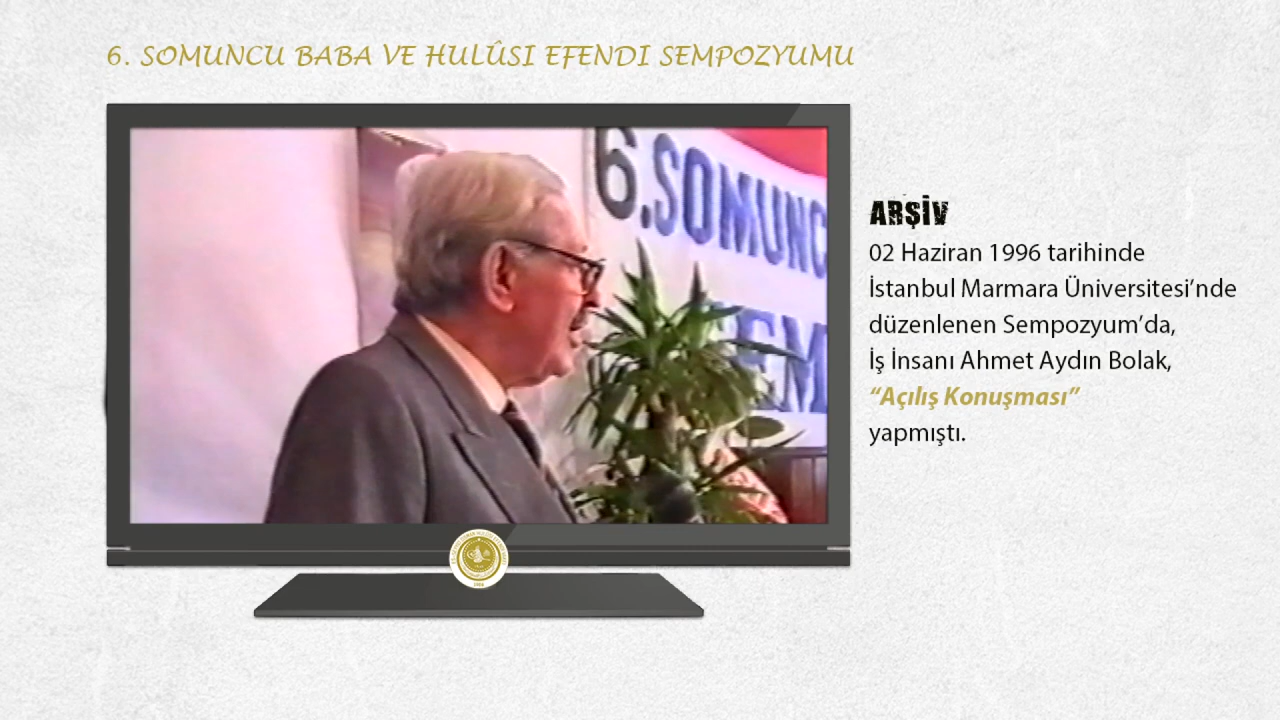 6. SOMUNCU BABA VE HULÛSI EFENDI SEMPOZYUMU
6.SOMUNC
EM
ARŞİV
02 Haziran 1996 tarihinde
İstanbul Marmara Üniversitesi’nde
düzenlenen Sempozyum’da,
İş İnsanı Ahmet Aydın Bolak,
“Açılış Konuşması”
yapmıştı.